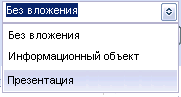 Без вложения
Без вложения
Информационный объект
Презентация